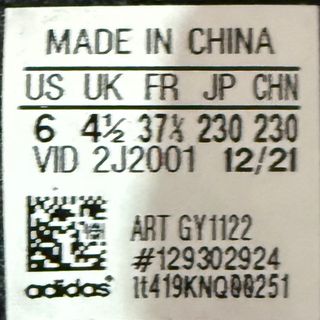 MADE IN CHINA
US UK FR JP CHN
6 4½ 37⅓ 230 230
VID 2J2001 12/21
ART GY1122
#129302924
adidas